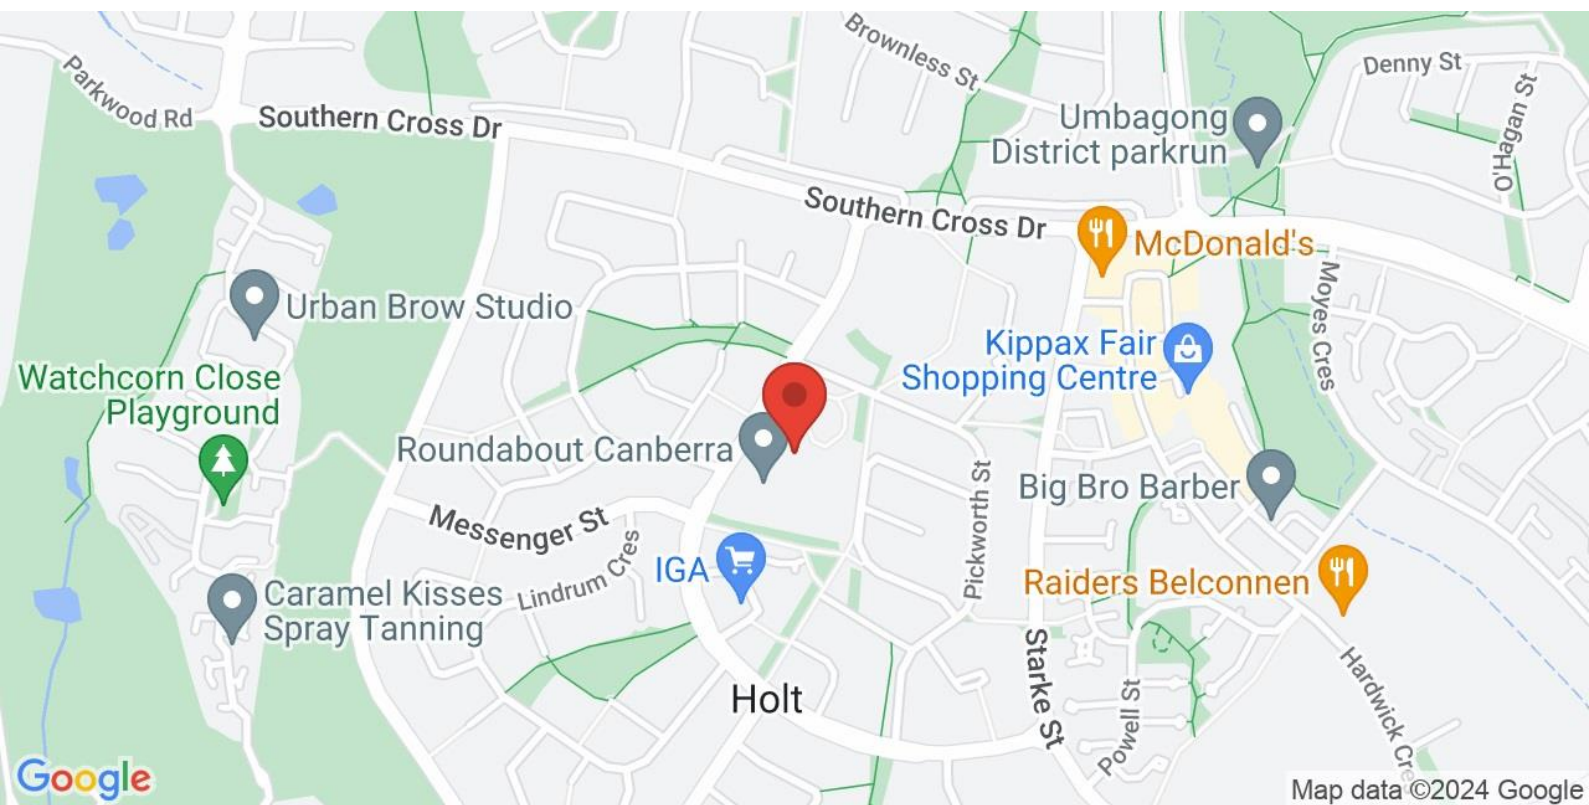 Brownless St
Denny St
Parkwood Rd
Southern Cross Dr
Umbagong
District parkrun
O'Hagan St
Southern Cross Dr
McDonald's
Moyes Cres
Urban Brow Studio
Kippax Fair
Shopping Centre
Watchcorn Close
Playground
Roundabout Canberra
Pickworth St
Big Bro Barber
Messenger St
Lindrum Cres
IGA
Raiders Belconnen
Caramel Kisses
Spray Tanning
Starke St
Holt
Powell St
Hardwick Cre
Google
Map data ©2024 Google